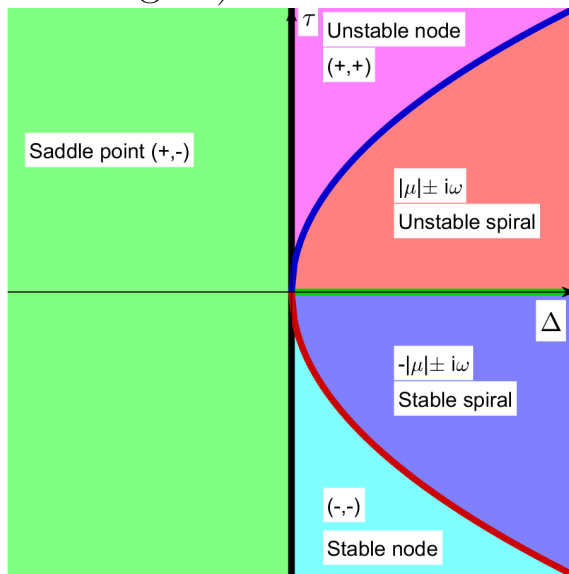 τ
Unstable node
(+,+)
Saddle point (+,-)
|μ|± iω
Unstable spiral
Δ
-|μ|± iω
Stable spiral
(-,-)
Stable node